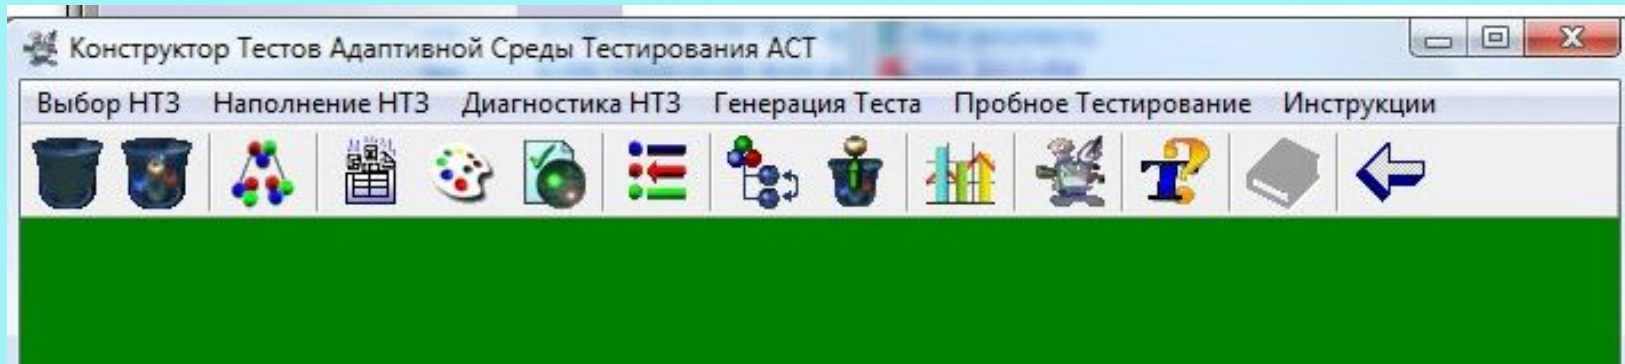 Конструктор Тестов Адаптивной Среды Тестирования АСТ
Выбор НТЗ Наполнение НТЗ Диагностика НТЗ Генерация Теста Пробное Тестирование Инструкции